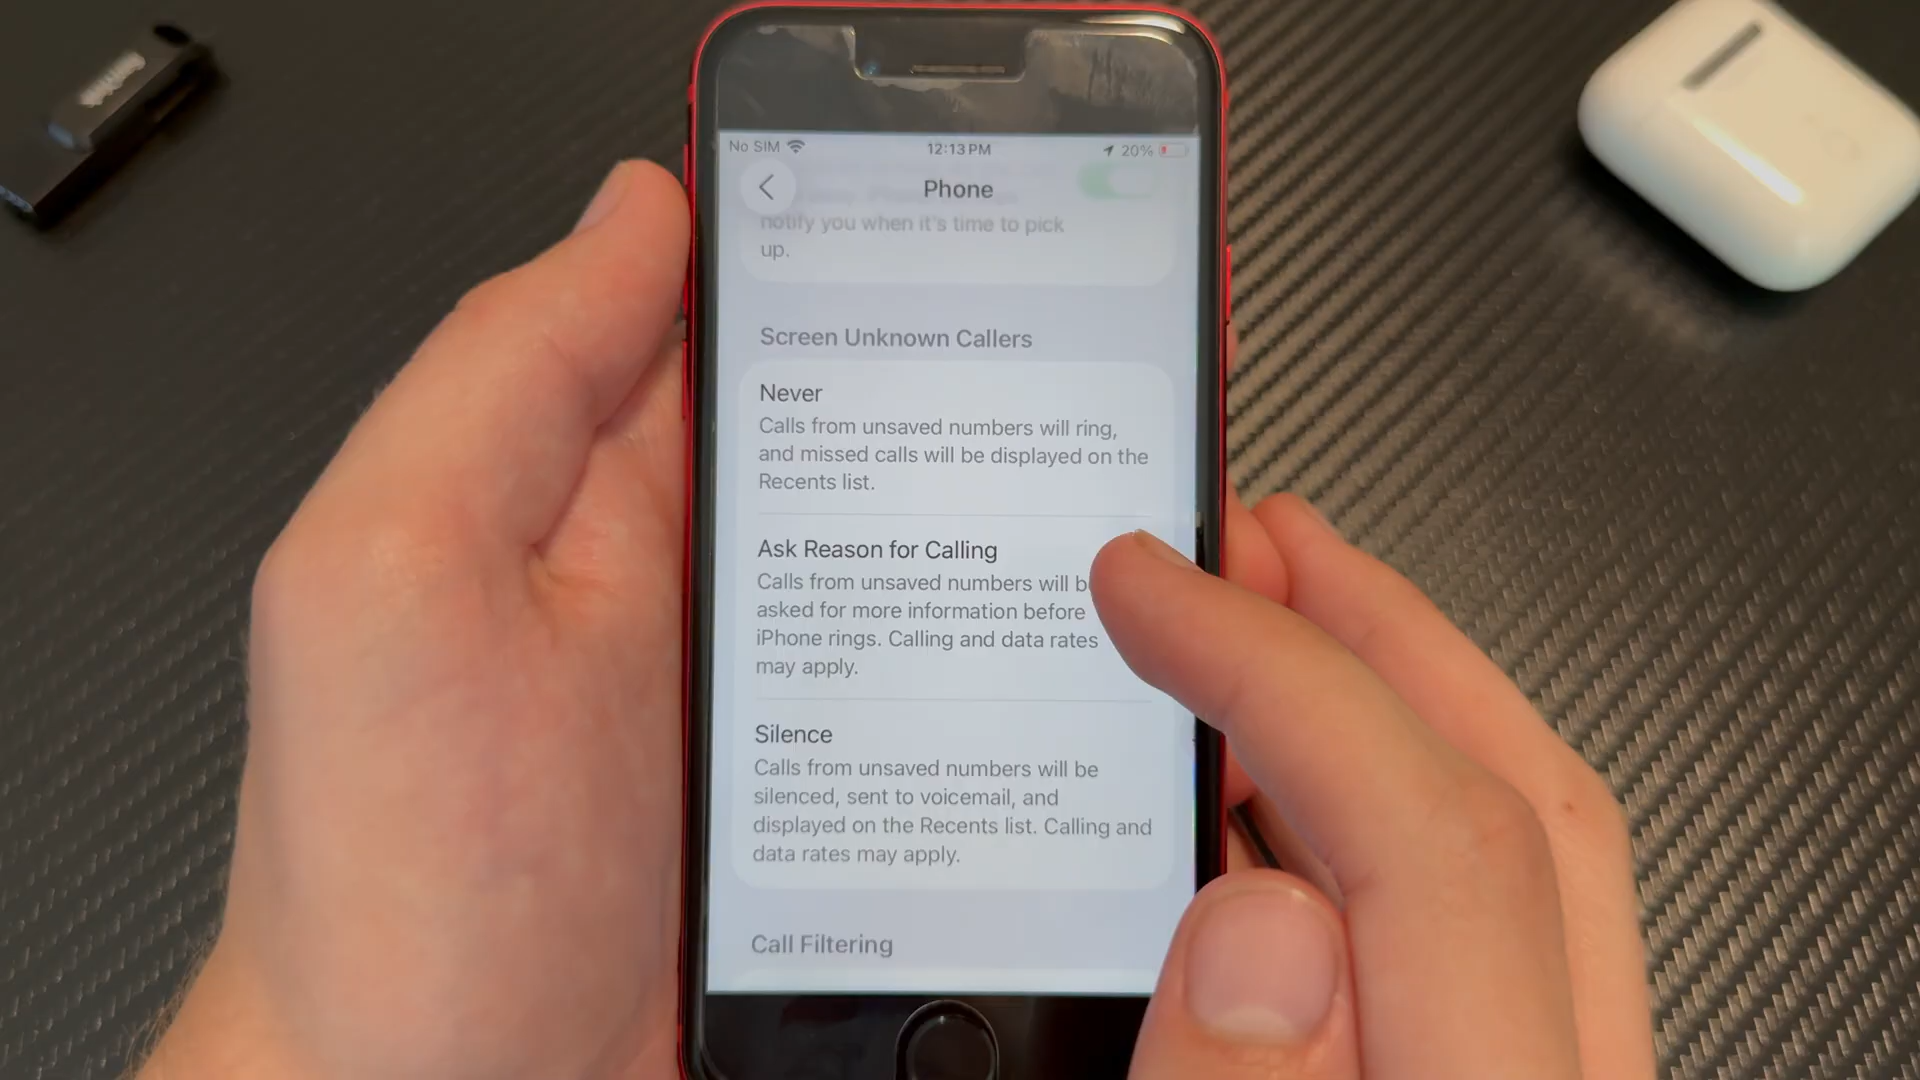 No SIM 12:13 PM 20%
Phone
notify you when it's time to pick
up.
Screen Unknown Callers
Never
Calls from unsaved numbers will ring,
and missed calls will be displayed on the
Recents list.
Ask Reason for Calling
Calls from unsaved numbers will
asked for more information before
iPhone rings. Calling and data rates
may apply.
Silence
Calls from unsaved numbers will be
silenced, sent to voicemail, and
displayed on the Recents list. Calling and
data rates may apply.
Call Filtering